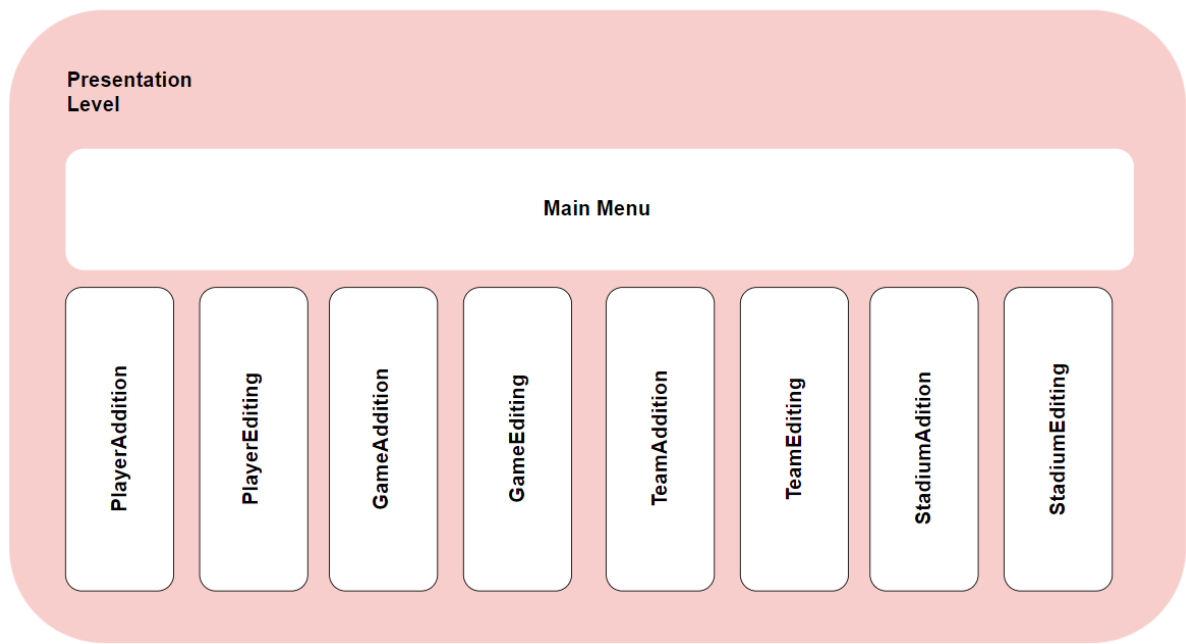 Presentation
Level
Main Menu
PlayerAddition
PlayerEditing
GameAddition
GameEditing
TeamAddition
TeamEditing
StadiumAdition
StadiumEditing